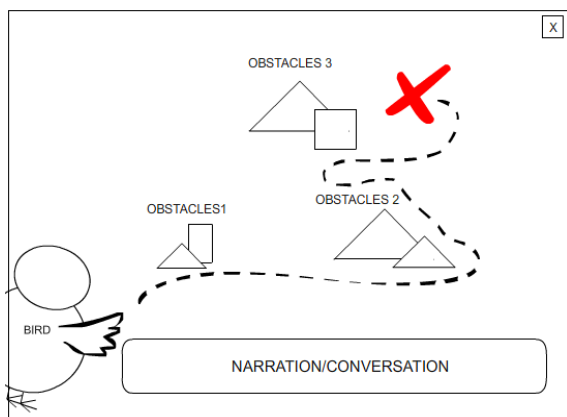 X
OBSTACLES 3
OBSTACLES1
OBSTACLES 2
BIRD
NARRATION/CONVERSATION